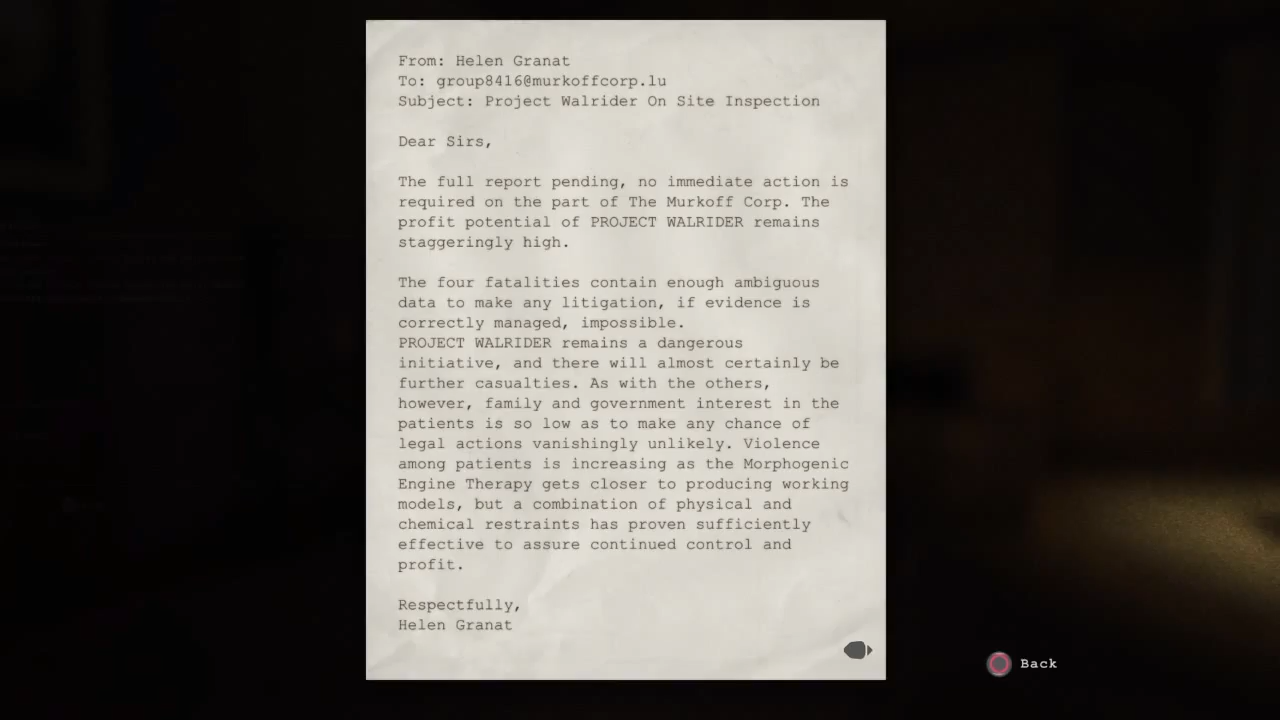 From: Helen Granat
To: group8416@murkoffcorp.lu
Subject: Project Walrider On Site Inspection
Dear Sirs,
The full report pending, no immediate action is
required on the part of The Murkoff Corp. The
profit potential of PROJECT WALRIDER remains
staggeringly high.
The four fatalities contain enough ambiguous
data to make any litigation, if evidence is
correctly managed, impossible.
PROJECT WALRIDER remains a dangerous
initiative, and there will almost certainly be
further casualties. As with the others,
however, family and government interest in the
patients is so low as to make any chance of
legal actions vanishingly unlikely. Violence
among patients is increasing as the Morphogenic
Engine Therapy gets closer to producing working
models, but a combination of physical and
chemical restraints has proven sufficiently
effective to assure continued control and
profit.
Respectfully,
Helen Granat
Back